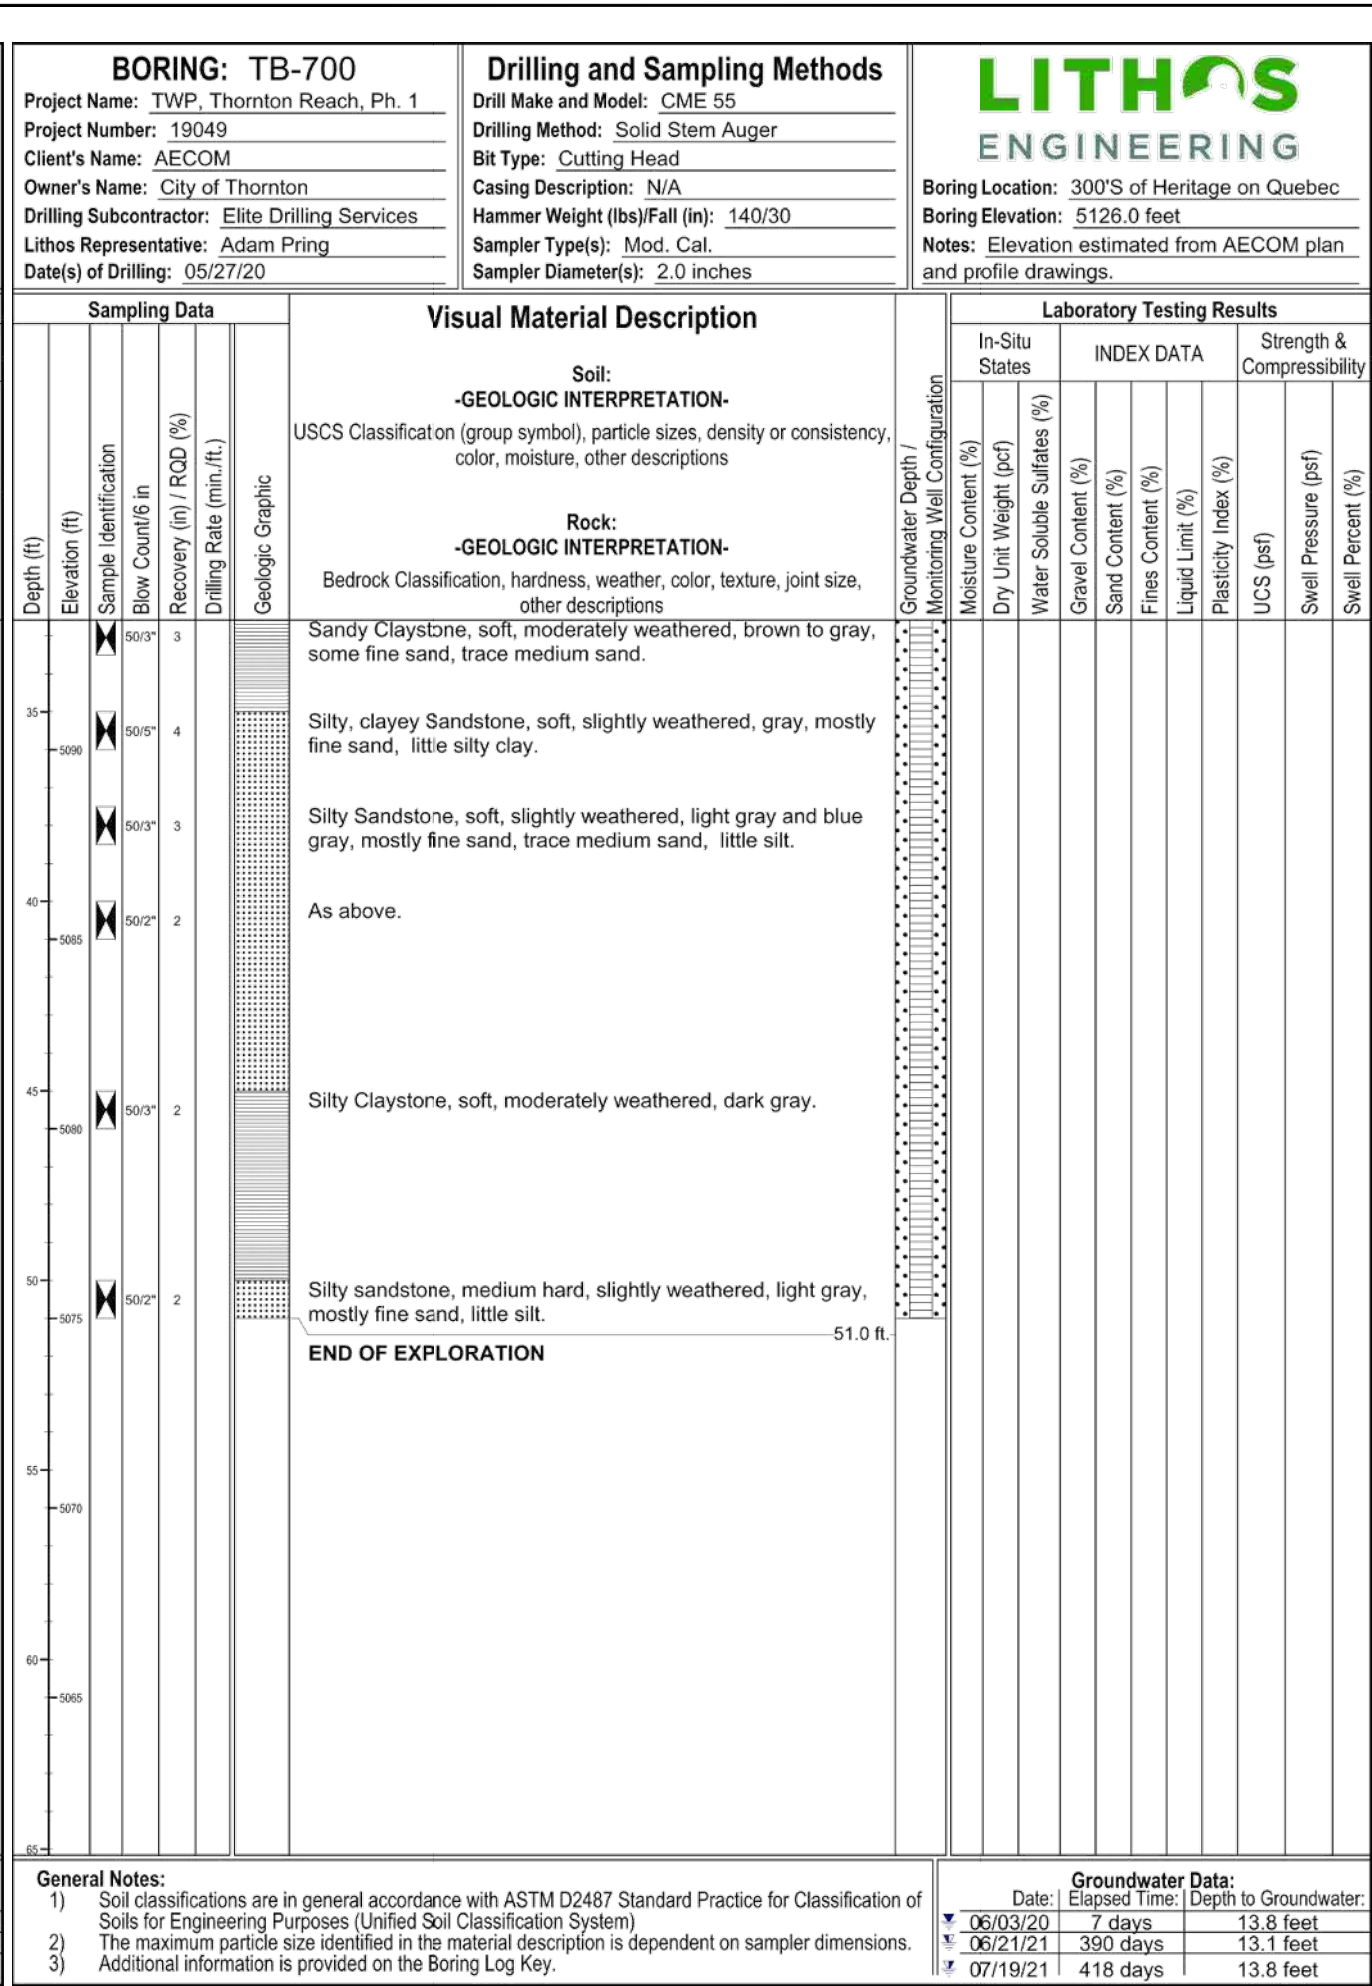 BORING: TB-700
Project Name: TWP, Thornton Reach, Ph. 1
Project Number: 19049
Client's Name: AECOM
Owner's Name: City of Thornton
Drilling Subcontractor: Elite Drilling Services
Lithos Representative: Adam Pring
Date(s) of Drilling: 05/27/20
Drilling and Sampling Methods
Drill Make and Model: CME 55
Drilling Method: Solid Stem Auger
Bit Type: Cutting Head
Casing Description: N/A
Hammer Weight (lbs)/Fall (in): 140/30
Sampler Type(s): Mod. Cal.
Sampler Diameter(s): 2.0 inches
LITHOS
ENGINEERING
Boring Location: 300'S of Heritage on Quebec
Boring Elevation: 5126.0 feet
Notes: Elevation estimated from AECOM plan
and profile drawings.
Sampling Data
Depth (ft)
Elevation (ft)
Sample Identification
Blow Count/6 in
Recovery (in) / RQD (%)
Drilling Rate (min./ft.)
Geologic Graphic
Visual Material Description
Soil:
-GEOLOGIC INTERPRETATION-
USCS Classification (group symbol), particle sizes, density or consistency,
color, moisture, other descriptions
Rock:
-GEOLOGIC INTERPRETATION-
Bedrock Classification, hardness, weather, color, texture, joint size,
other descriptions
Groundwater Depth /
Monitoring Well Configuration
Laboratory Testing Results
In-Situ
States
INDEX DATA
Strength &
Compressibility
Moisture Content (%)
Dry Unit Weight (pcf)
Water Soluble Sulfates (%)
Gravel Content (%)
Sand Content (%)
Fines Content (%)
Liquid Limit (%)
Plasticity Index (%)
UCS (psf)
Swell Pressure (psf)
Swell Percent (%)
50/3" 3 Sandy Claystone, soft, moderately weathered, brown to gray,
some fine sand, trace medium sand.
35
50/5" 4 Silty, clayey Sandstone, soft, slightly weathered, gray, mostly
5090 fine sand, little silty clay.
50/3" 3 Silty Sandstone, soft, slightly weathered, light gray and blue
gray, mostly fine sand, trace medium sand, little silt.
40
50/2" 2 As above.
5085
45
50/3" 2 Silty Claystone, soft, moderately weathered, dark gray.
5080
50
50/2" 2 Silty sandstone, medium hard, slightly weathered, light gray,
5075 mostly fine sand, little silt.
51.0 ft.
END OF EXPLORATION
55
5070
60
5065
65
General Notes:
1) Soil classifications are in general accordance with ASTM D2487 Standard Practice for Classification of
Soils for Engineering Purposes (Unified Soil Classification System)
2) The maximum particle size identified in the material description is dependent on sampler dimensions.
3) Additional information is provided on the Boring Log Key.
Groundwater Data:
Date: Elapsed Time: Depth to Groundwater:
06/03/20 7 days 13.8 feet
06/21/21 390 days 13.1 feet
07/19/21 418 days 13.8 feet